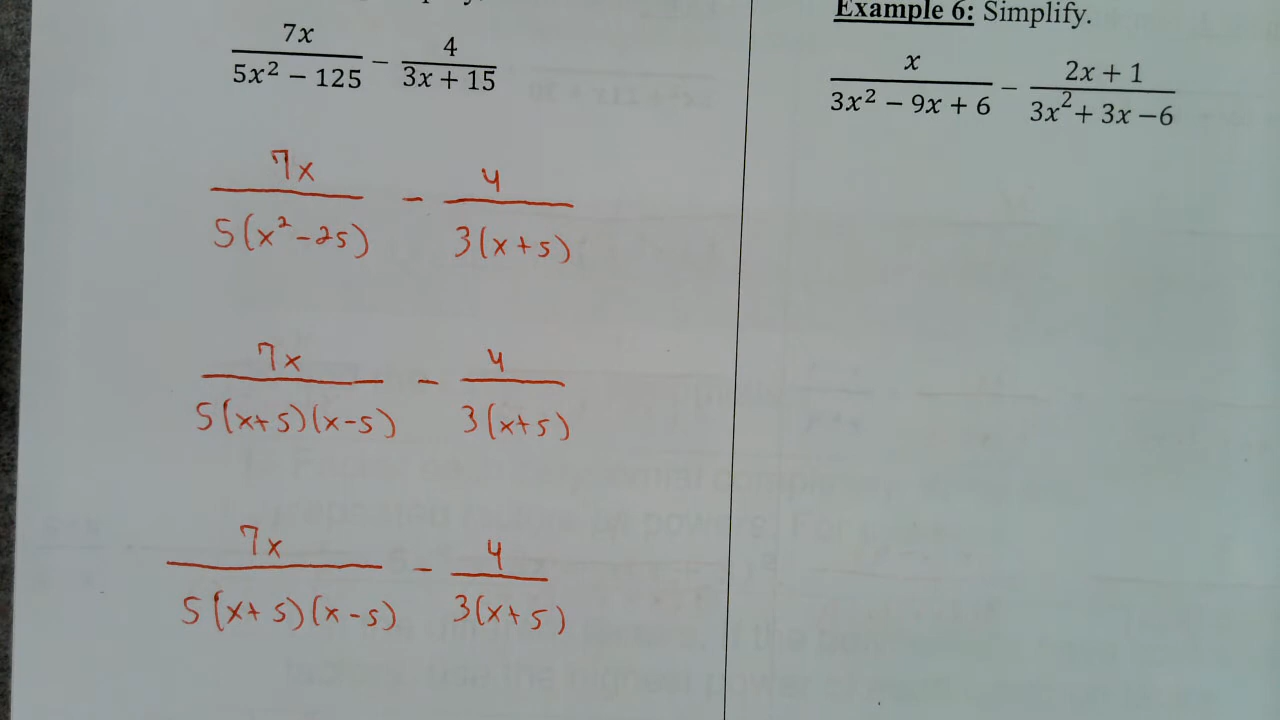 7x/(5x² − 125) − 4/(3x + 15)
7x/(5(x²-25)) - 4/(3(x+5))
7x/(5(x+5)(x-5)) - 4/(3(x+5))
7x/(5(x+5)(x-5)) - 4/(3(x+5))
Example 6: Simplify.
x/(3x² − 9x + 6) − (2x + 1)/(3x² + 3x − 6)